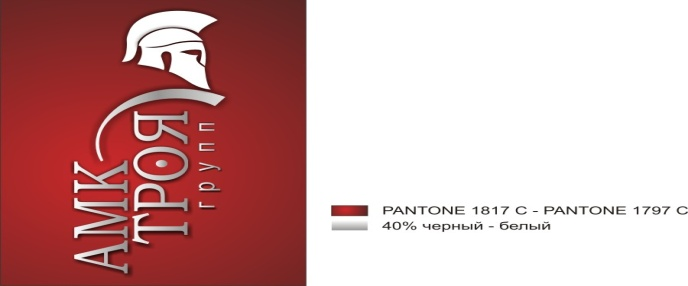 АМК
ТРОЯ
групп
PANTONE 1817 C - PANTONE 1797 C
40% черный - белый